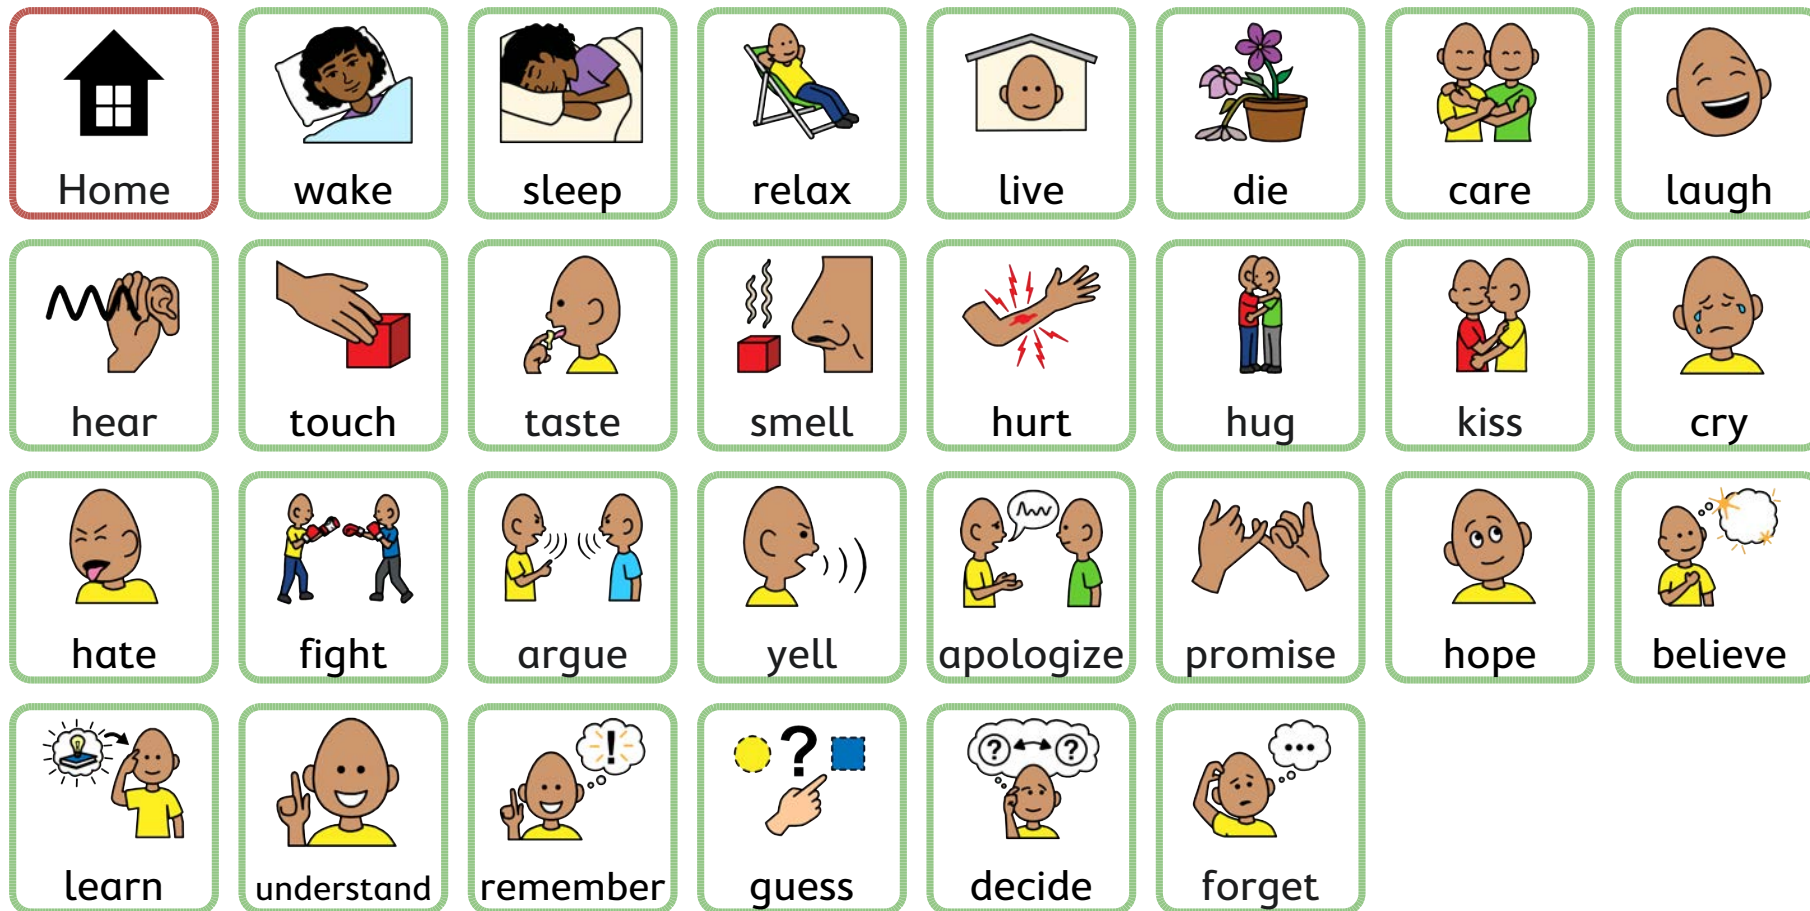 Home wake sleep relax live die care laugh
hear touch taste smell hurt hug kiss cry
hate fight argue yell apologize promise hope believe
learn understand remember guess decide forget